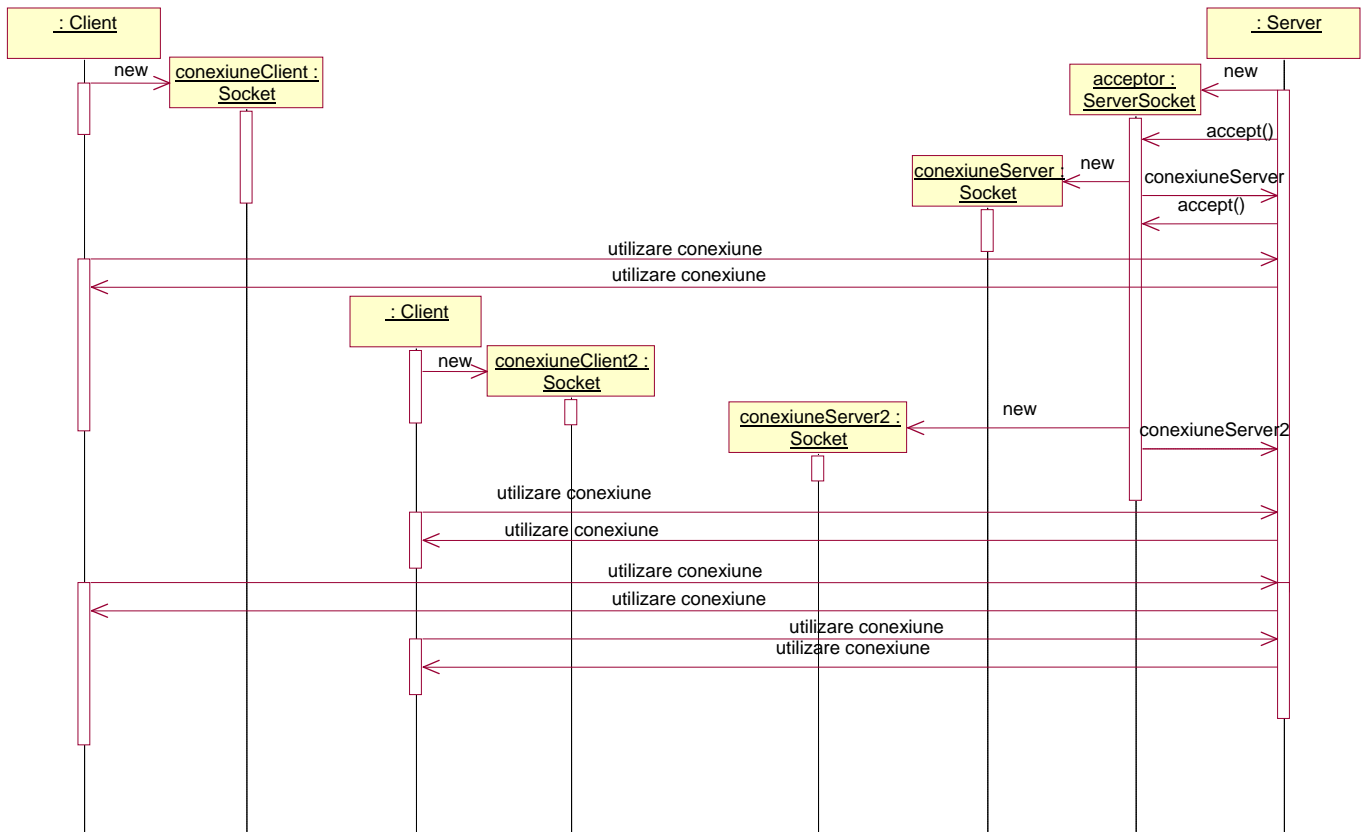 : Client
: Server
new
conexiuneClient :
Socket
new
acceptor :
ServerSocket
accept()
new
conexiuneServer :
Socket
conexiuneServer
accept()
utilizare conexiune
utilizare conexiune
: Client
new
conexiuneClient2 :
Socket
new
conexiuneServer2 :
Socket
conexiuneServer2
utilizare conexiune
utilizare conexiune
utilizare conexiune
utilizare conexiune
utilizare conexiune
utilizare conexiune